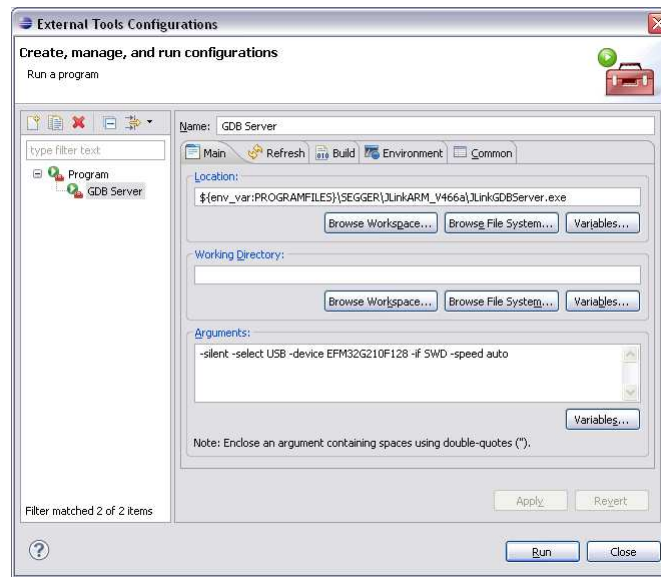 External Tools Configurations
Create, manage, and run configurations
Run a program
type filter text
Program
GDB Server
Filter matched 2 of 2 items
Name: GDB Server
Main Refresh Build Environment Common
Location:
${env_var:PROGRAMFILES}\SEGGER\JLinkARM_V466a\JLinkGDBServer.exe
Browse Workspace... Browse File System... Variables...
Working Directory:
Browse Workspace... Browse File System... Variables...
Arguments:
-silent -select USB -device EFM32G210F128 -if SWD -speed auto
Variables...
Note: Enclose an argument containing spaces using double-quotes (").
Apply Revert
Run Close